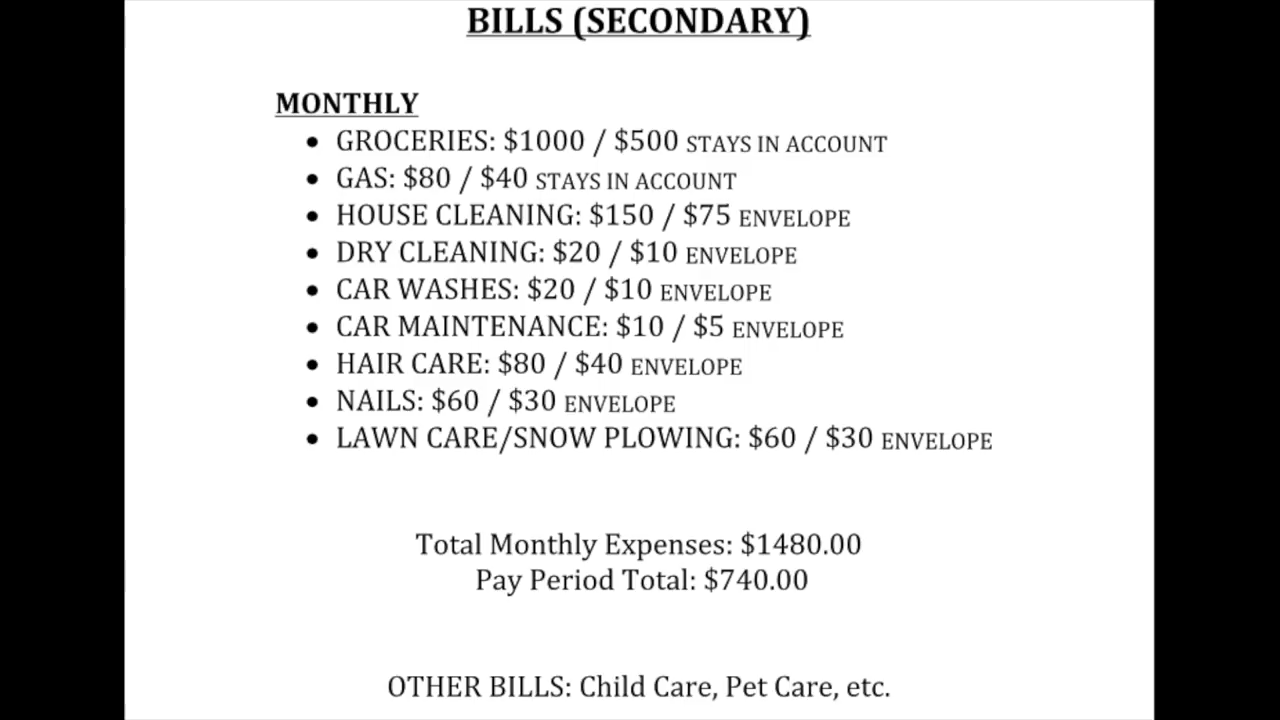 BILLS (SECONDARY)
MONTHLY
• GROCERIES: $1000 / $500 STAYS IN ACCOUNT
• GAS: $80 / $40 STAYS IN ACCOUNT
• HOUSE CLEANING: $150 / $75 ENVELOPE
• DRY CLEANING: $20 / $10 ENVELOPE
• CAR WASHES: $20 / $10 ENVELOPE
• CAR MAINTENANCE: $10 / $5 ENVELOPE
• HAIR CARE: $80 / $40 ENVELOPE
• NAILS: $60 / $30 ENVELOPE
• LAWN CARE/SNOW PLOWING: $60 / $30 ENVELOPE
Total Monthly Expenses: $1480.00
Pay Period Total: $740.00
OTHER BILLS: Child Care, Pet Care, etc.